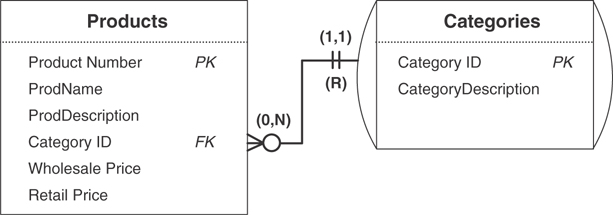 Products
Product Number PK
ProdName
ProdDescription
Category ID FK
Wholesale Price
Retail Price
(1,1)
(R)
(0,N)
Categories
Category ID PK
CategoryDescription